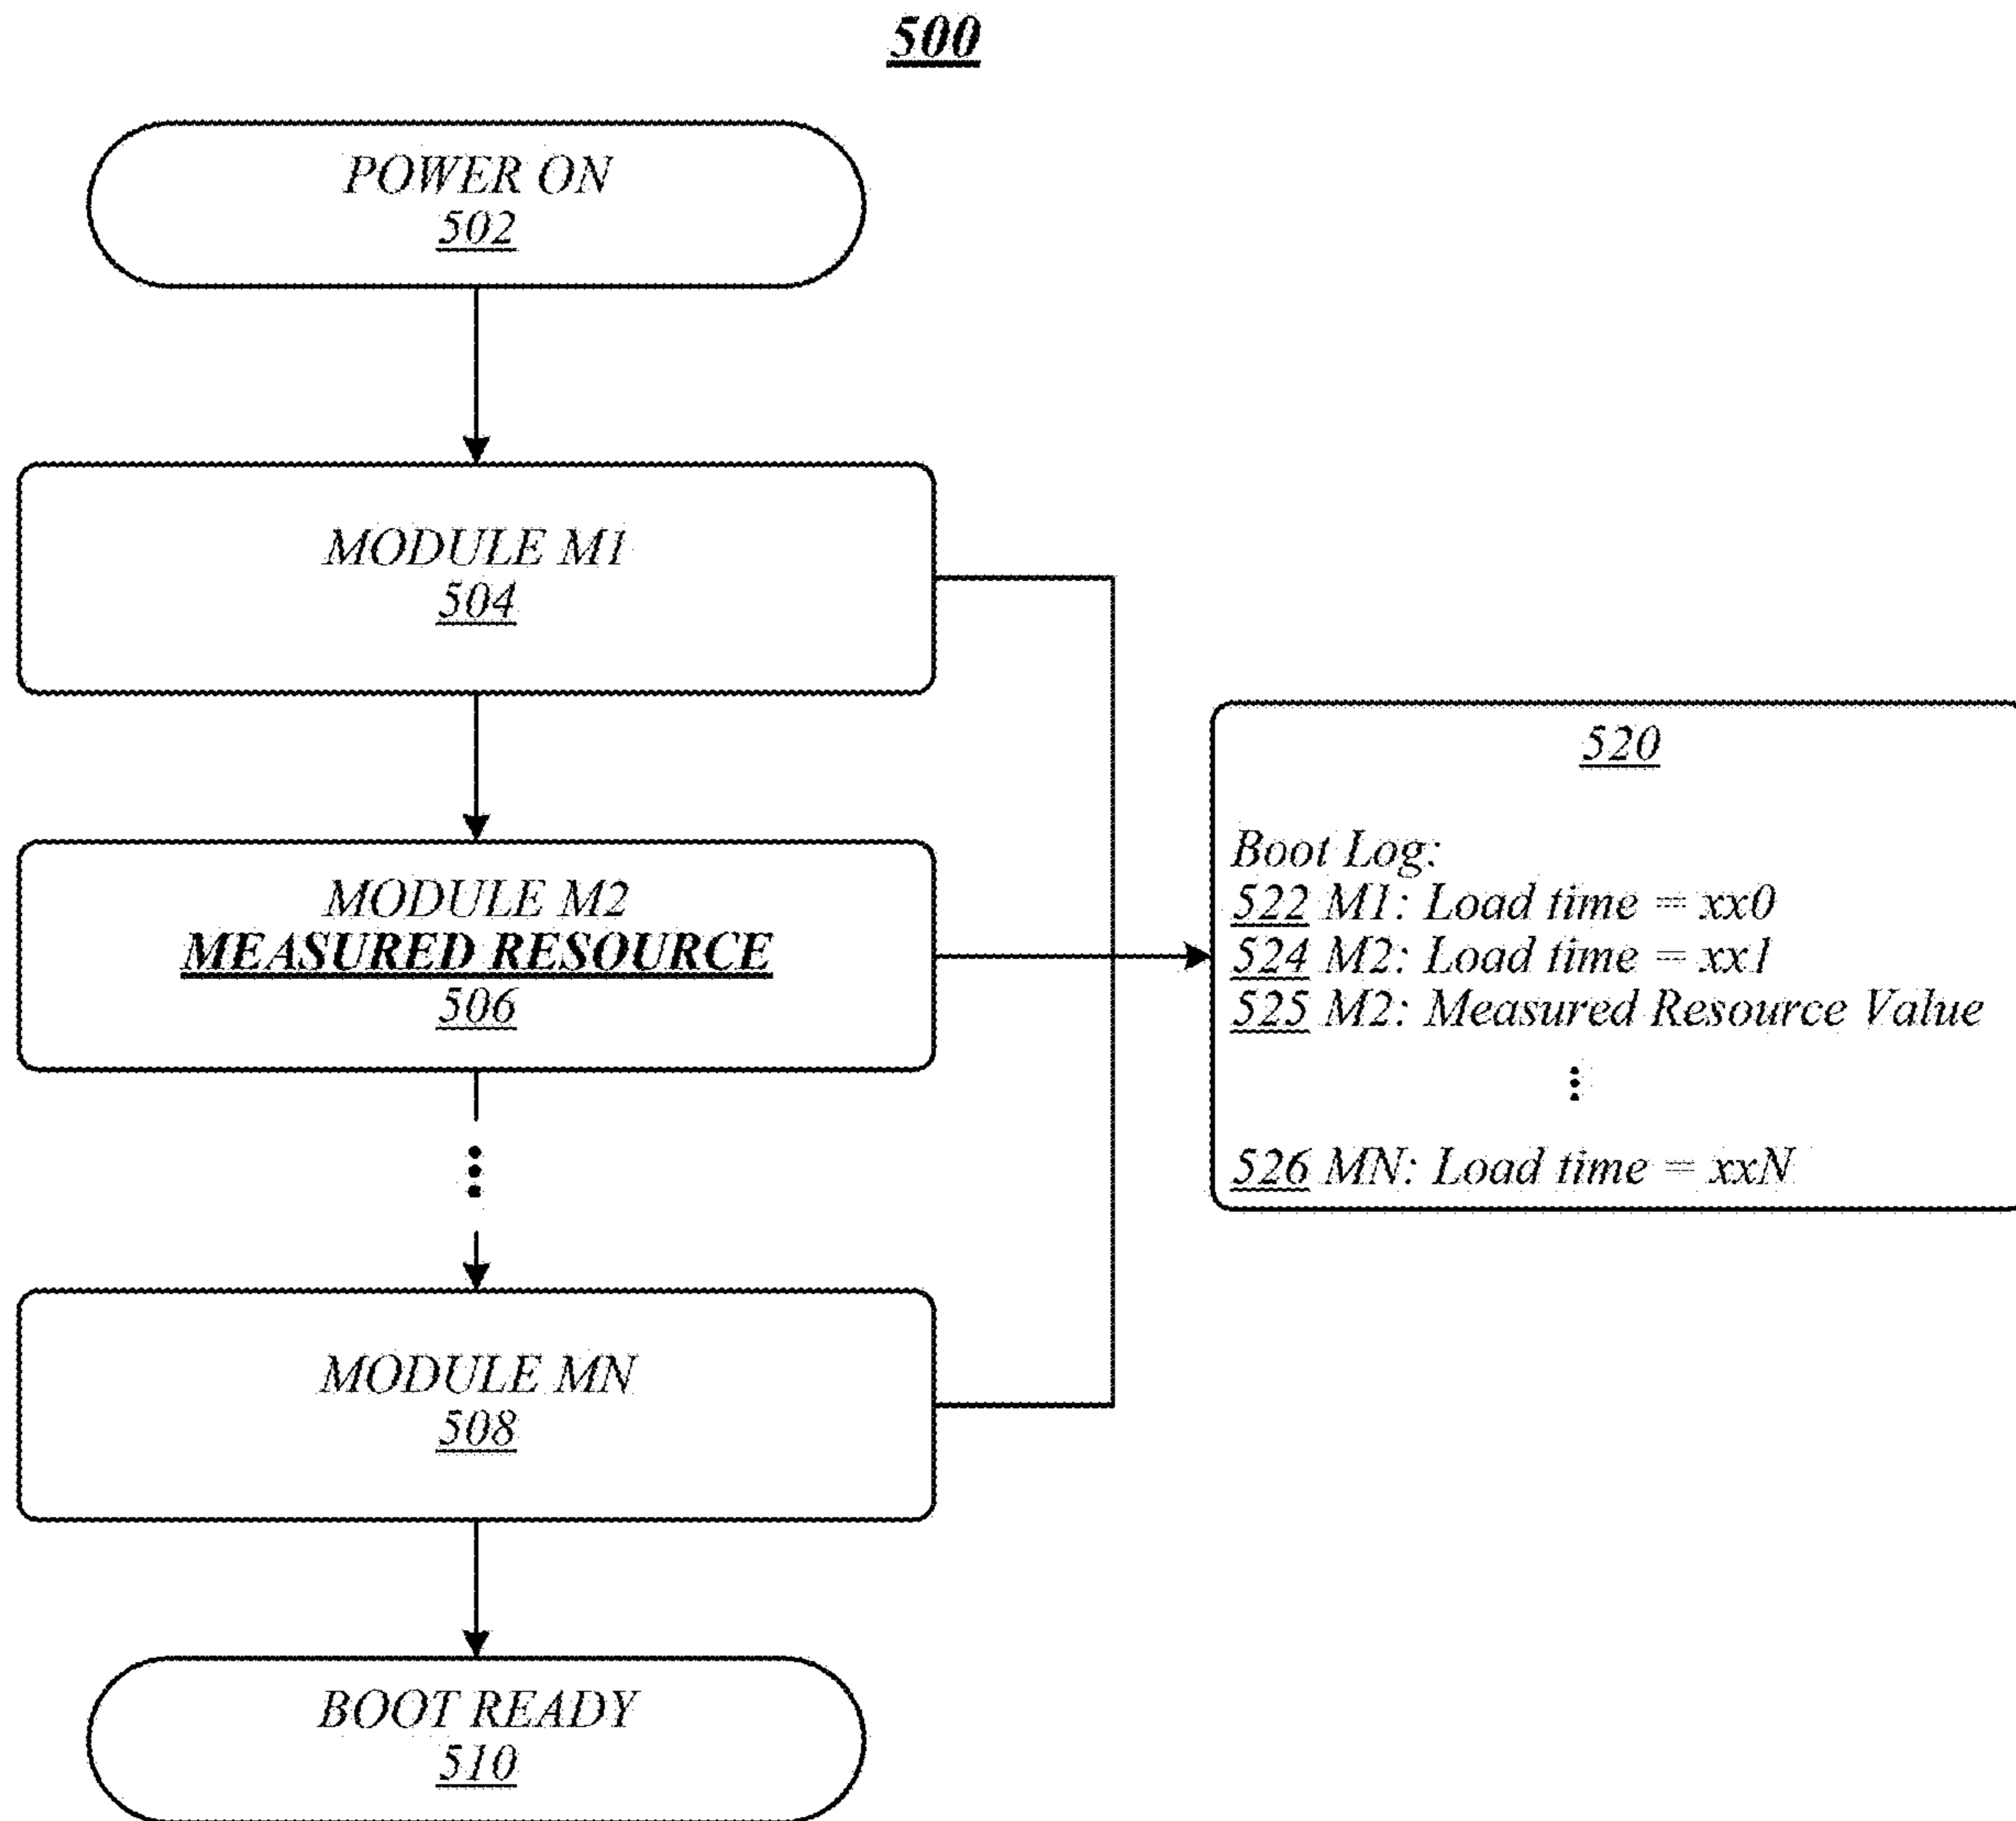 500
POWER ON
502
MODULE M1
504
MODULE M2
MEASURED RESOURCE
506
MODULE MN
508
BOOT READY
510
520
Boot Log:
522 M1: Load time = xx0
524 M2: Load time = xx1
525 M2: Measured Resource Value
⋮
526 MN: Load time = xxN